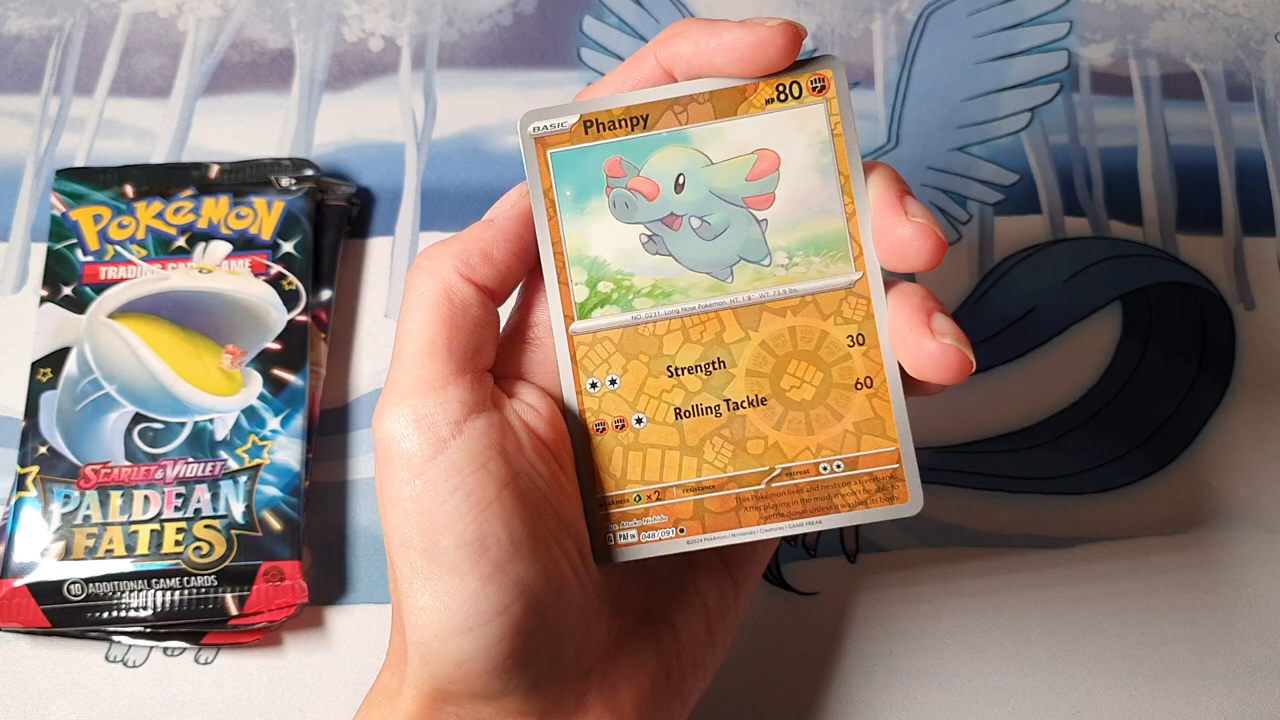 POKéMON
TRADING CARD GAME
SCARLET & VIOLET
PALDEAN
FATES
10 ADDITIONAL GAME CARDS
BASIC
Phanpy
HP 80
NO. 0231 Long Nose Pokémon HT: 1'8" WT: 73.9 lbs.
Strength 30
Rolling Tackle 60
weakness ×2 resistance retreat
This Pokémon lives and nests on a riverbank.
After playing in the mud, it won't be able to
settle down unless it washes its body.
Illus. Atsuko Nishida
G PAF EN 048/091
©2024 Pokémon / Nintendo / Creatures / GAME FREAK